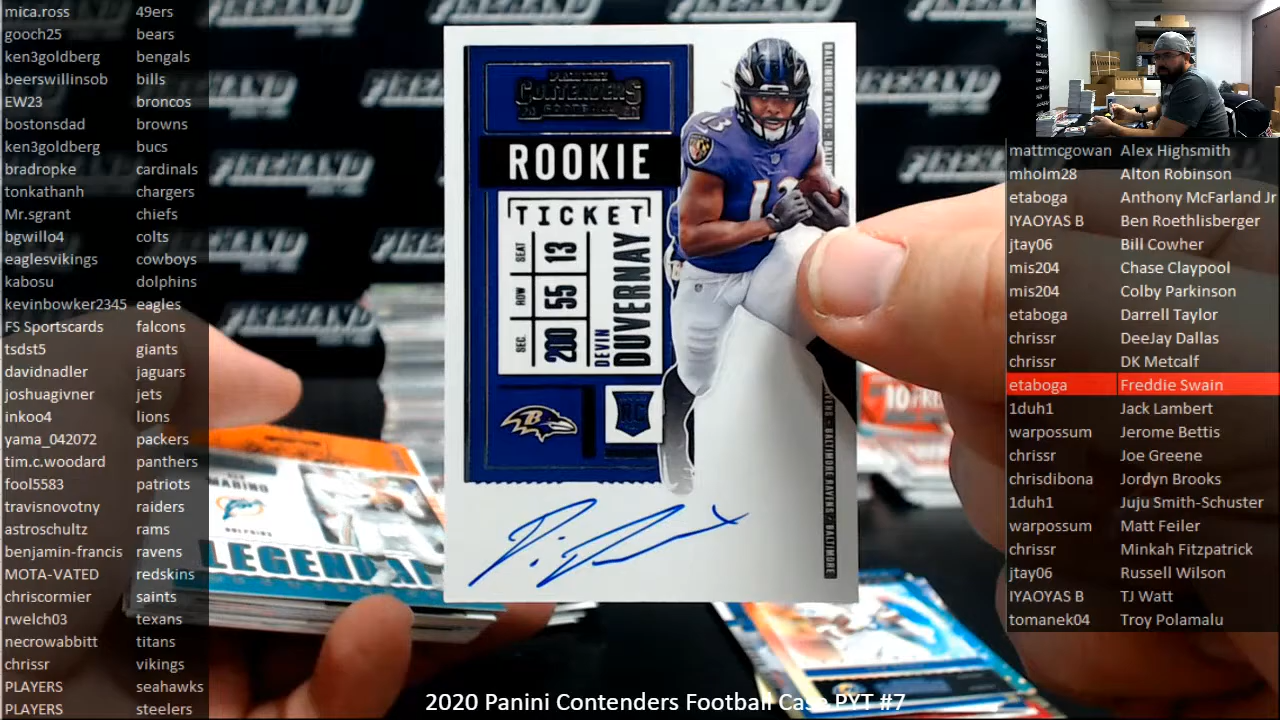 mica.ross 49ers
gooch25 bears
ken3goldberg bengals
beerswillinsob bills
EW23 broncos
bostonsdad browns
ken3goldberg bucs
bradropke cardinals
tonkathanh chargers
Mr.sgrant chiefs
bgwillo4 colts
eaglesvikings cowboys
kabosu dolphins
kevinbowker2345 eagles
FS Sportscards falcons
tsdst5 giants
davidnadler jaguars
joshuagivner jets
inkoo4 lions
yama_042072 packers
tim.c.woodard panthers
fool5583 patriots
travisnovotny raiders
astroschultz rams
benjamin-francis ravens
MOTA-VATED redskins
chriscormier saints
rwelch03 texans
necrowabbitt titans
chrissr vikings
PLAYERS seahawks
PLAYERS steelers
FIREHAND
CONTENDERS
FOOTBALL
ROOKIE
TICKET
SEAT 13
ROW 55
SEC. 200
DEVIN
DUVERNAY
RC
13
BALTIMORE RAVENS
MARINO
DOLPHINS
LEGENDARY
mattmcgowan Alex Highsmith
mholm28 Alton Robinson
etaboga Anthony McFarland Jr
IYAOYAS B Ben Roethlisberger
jtay06 Bill Cowher
mis204 Chase Claypool
mis204 Colby Parkinson
etaboga Darrell Taylor
chrissr DeeJay Dallas
chrissr DK Metcalf
etaboga Freddie Swain
1duh1 Jack Lambert
warpossum Jerome Bettis
chrissr Joe Greene
chrisdibona Jordyn Brooks
1duh1 Juju Smith-Schuster
warpossum Matt Feiler
chrissr Minkah Fitzpatrick
jtay06 Russell Wilson
IYAOYAS B TJ Watt
tomanek04 Troy Polamalu
2020 Panini Contenders Football Case PYT #7